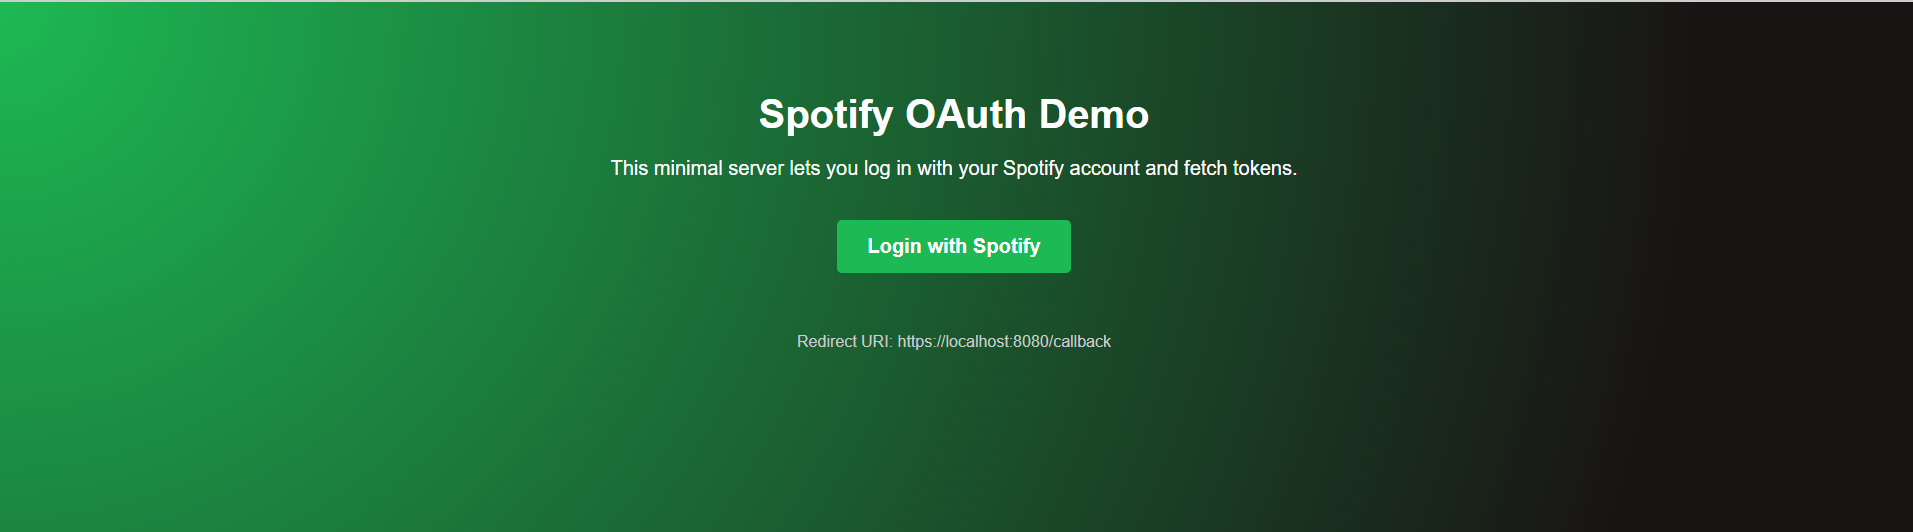 Spotify OAuth Demo
This minimal server lets you log in with your Spotify account and fetch tokens.
Login with Spotify
Redirect URI: https://localhost:8080/callback